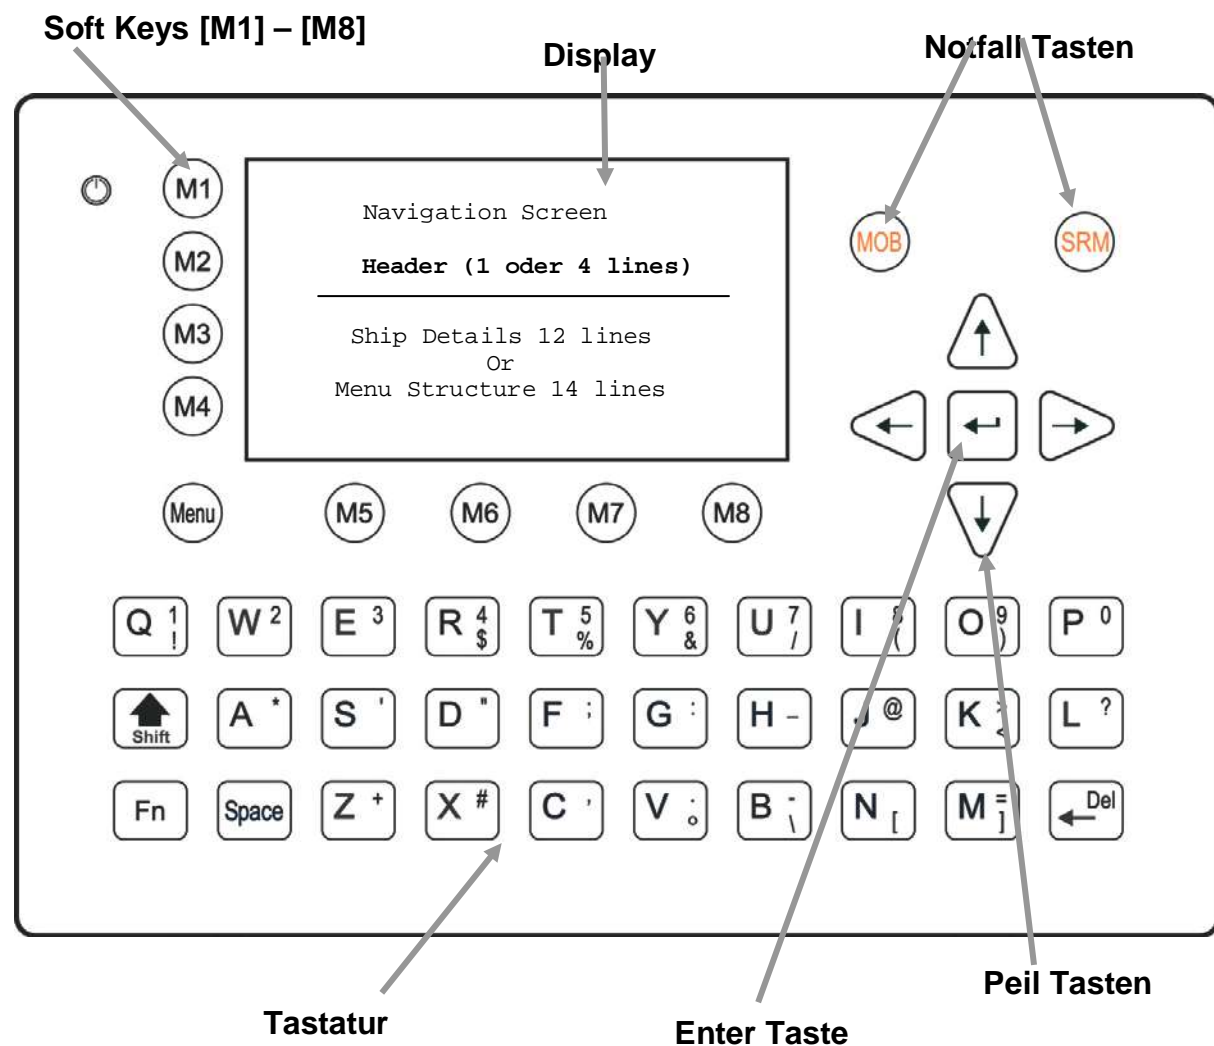 Soft Keys [M1] – [M8]
Display
Notfall Tasten
M1
M2
M3
M4
Navigation Screen
Header (1 oder 4 lines)
Ship Details 12 lines
Or
Menu Structure 14 lines
MOB
SRM
Menu
M5
M6
M7
M8
Q 1 !
W 2
E 3
R 4 $
T 5 %
Y 6 &
U 7 /
I 8 (
O 9 )
P 0
Shift
A *
S '
D "
F ;
G :
H –
J @
K > <
L ?
Fn
Space
Z +
X #
C ,
V . o
B - \
N [
M = ]
Del
Peil Tasten
Tastatur
Enter Taste